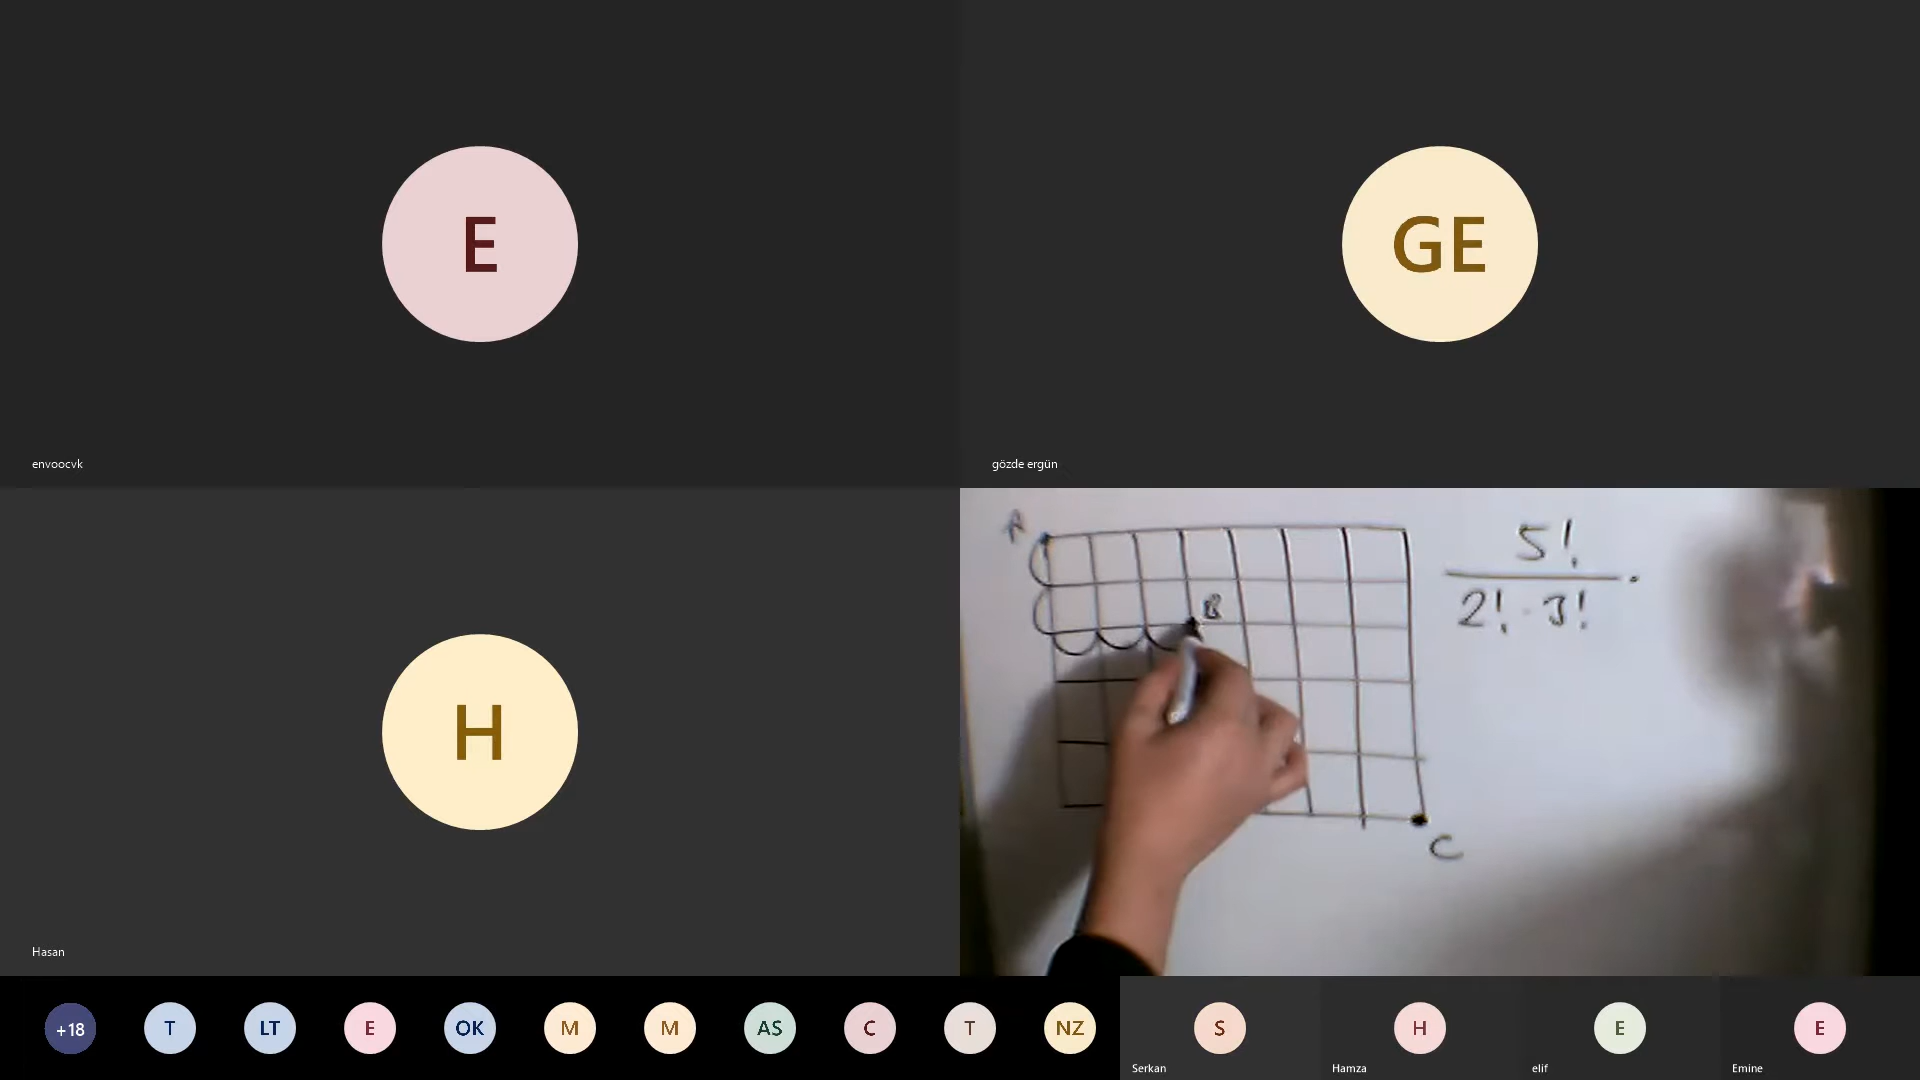 E
GE
envoocvk
gözde ergün
H
Hasan
A
B
C
5!
2! · 3!
+18
T
LT
E
OK
M
M
AS
C
T
NZ
S
Serkan
H
Hamza
E
elif
E
Emine